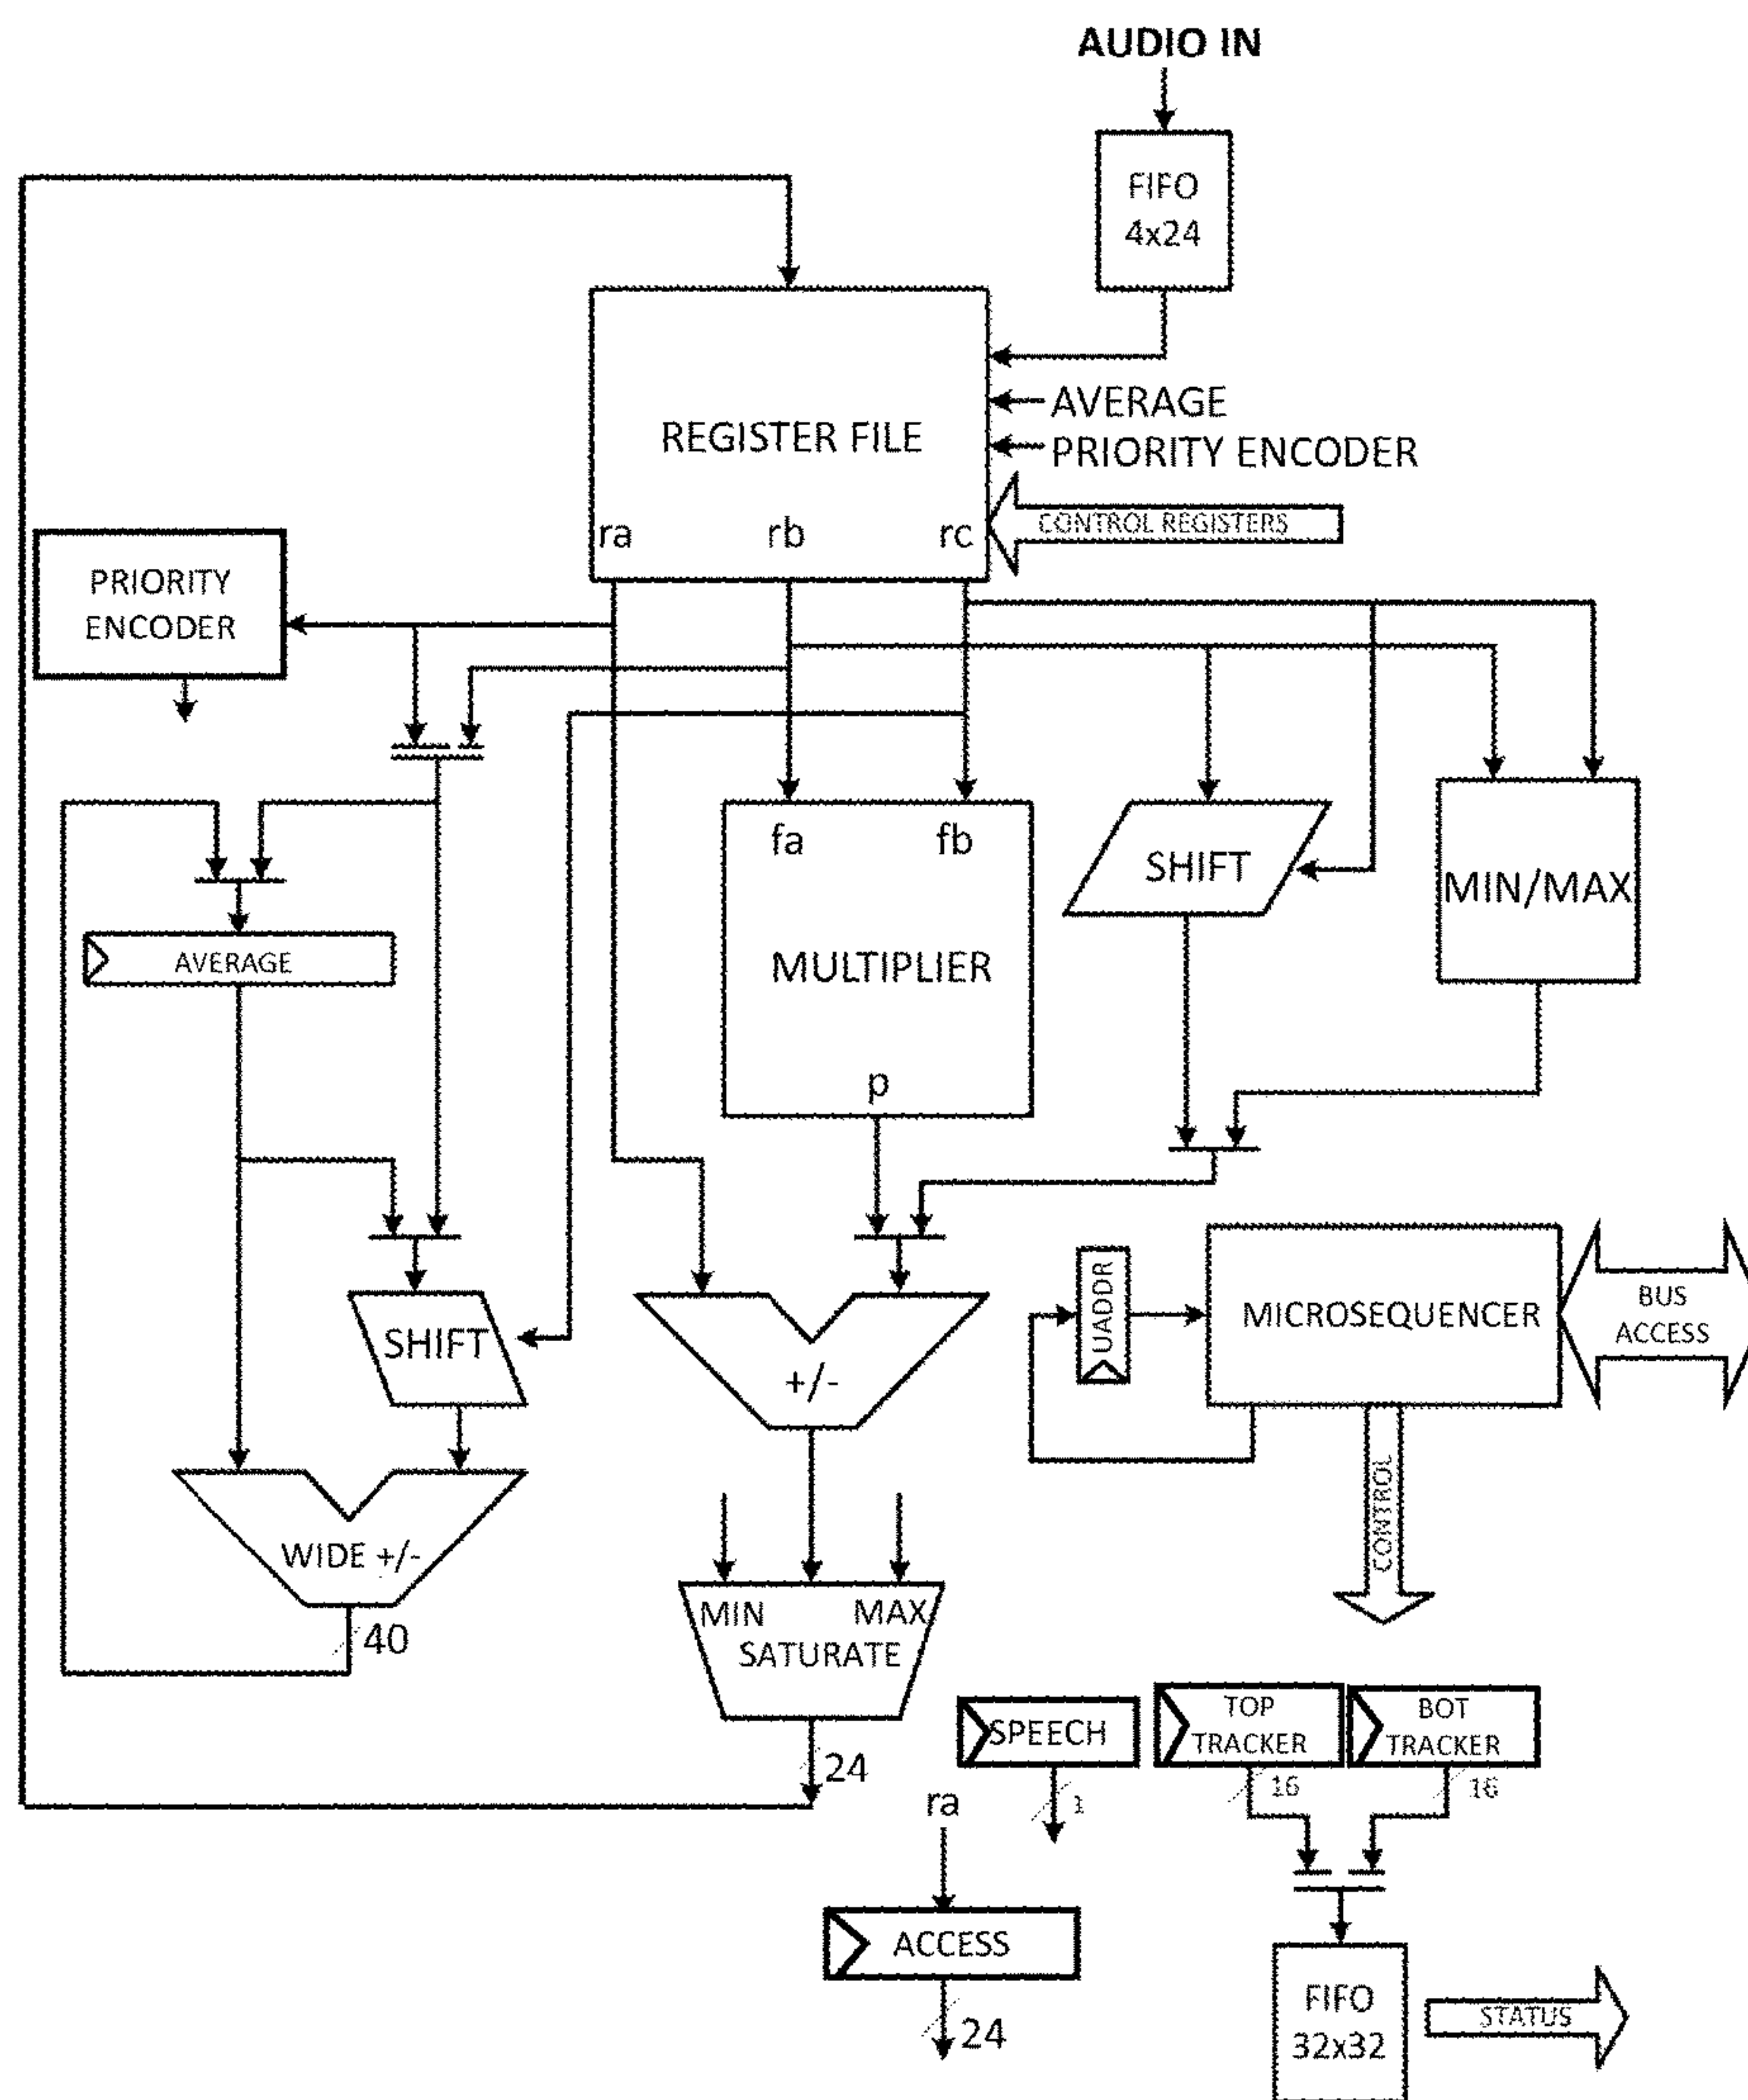 AUDIO IN
FIFO
4x24
REGISTER FILE
AVERAGE
PRIORITY ENCODER
CONTROL REGISTERS
ra
rb
rc
PRIORITY
ENCODER
fa
fb
SHIFT
MIN/MAX
MULTIPLIER
AVERAGE
p
UADDR
MICROSEQUENCER
BUS
ACCESS
SHIFT
+/-
CONTROL
WIDE +/-
40
MIN
MAX
SATURATE
24
SPEECH
1
TOP
TRACKER
16
BOT
TRACKER
16
ra
ACCESS
24
FIFO
32x32
STATUS